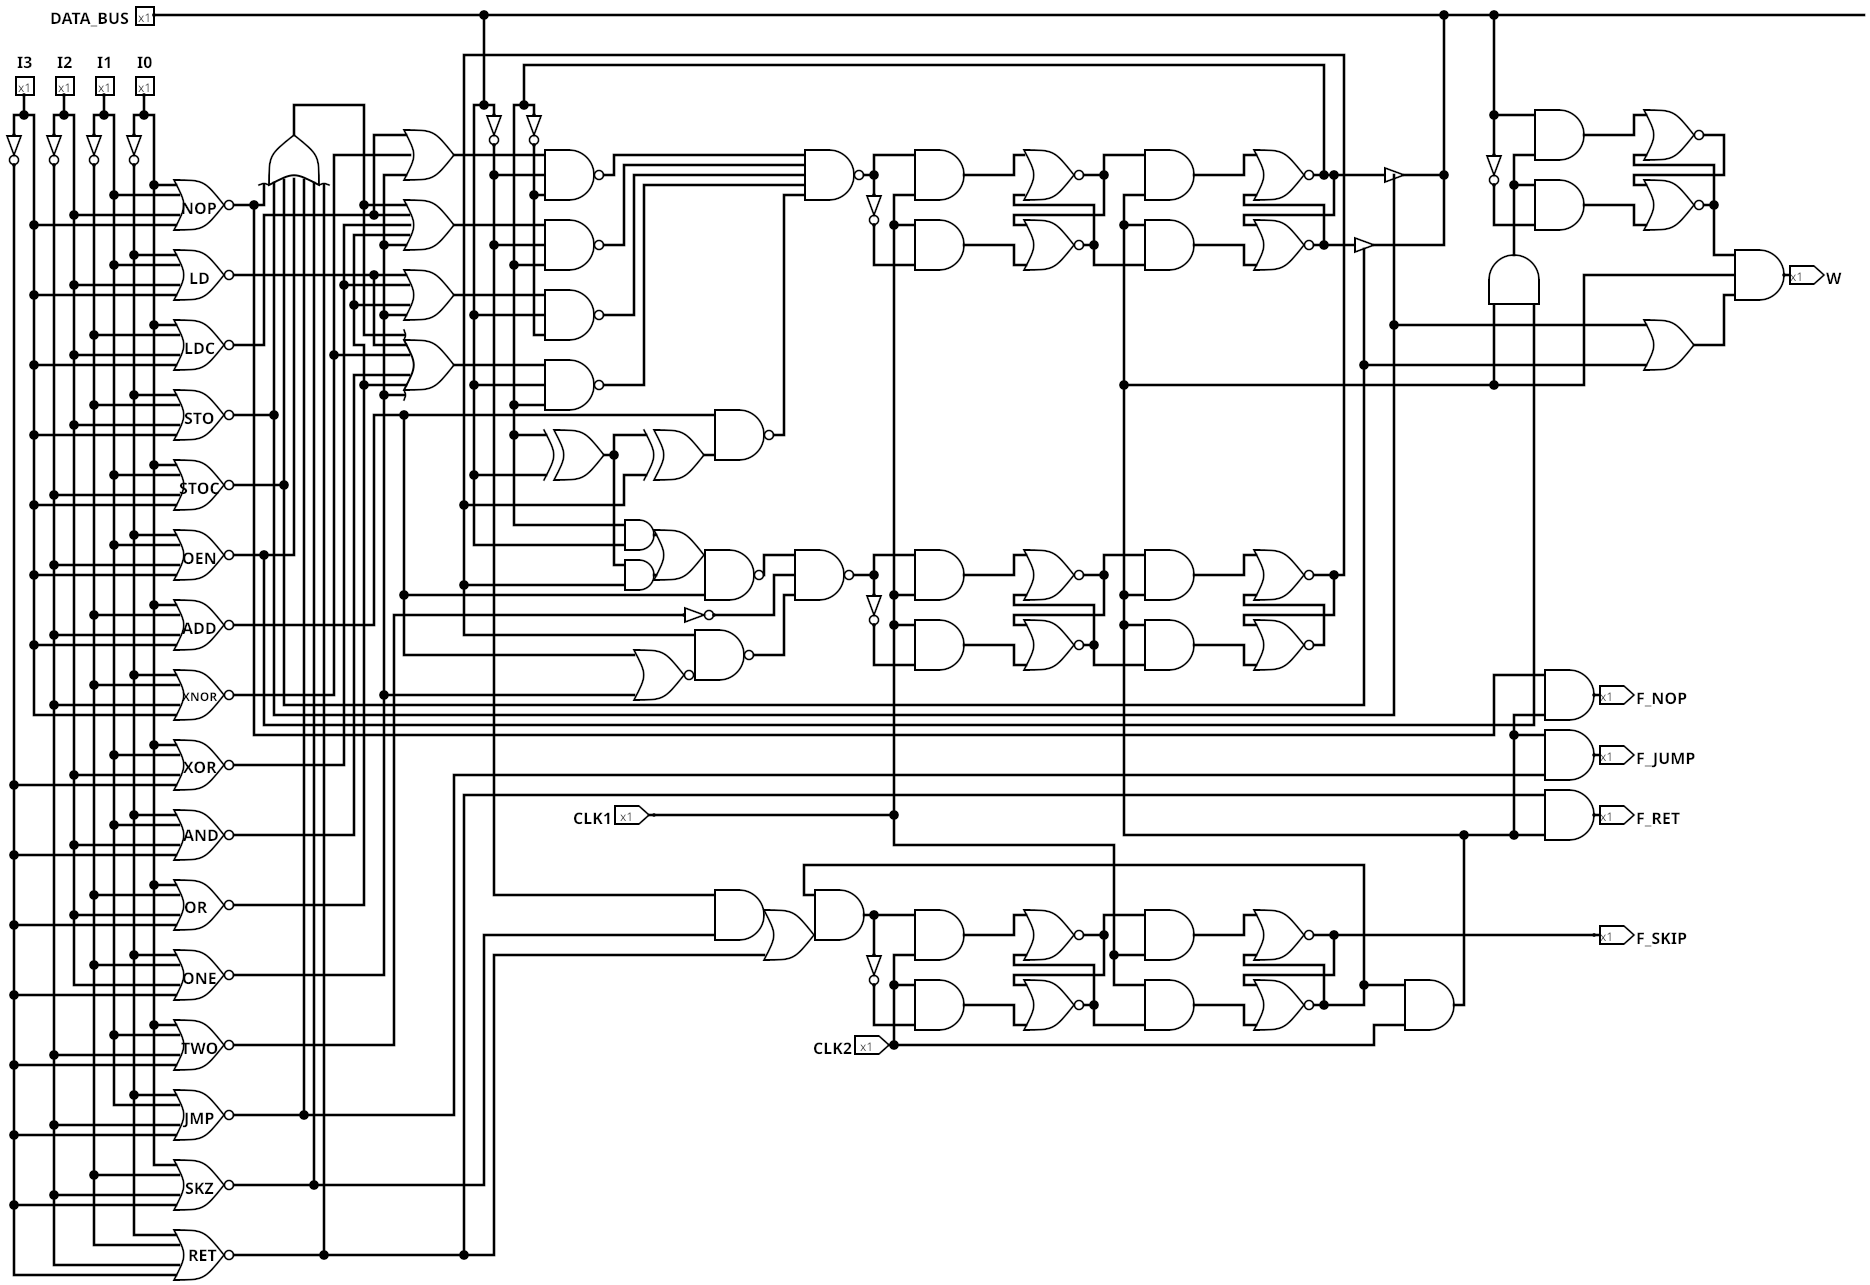 DATA_BUS x1
I3 I2 I1 I0
x1 x1 x1 x1
NOP
LD
x1 W
LDC
STO
STOC
OEN
ADD
XNOR
x1 F_NOP
XOR
x1 F_JUMP
CLK1 x1
x1 F_RET
AND
OR
x1 F_SKIP
ONE
TWO
CLK2 x1
JMP
SKZ
RET